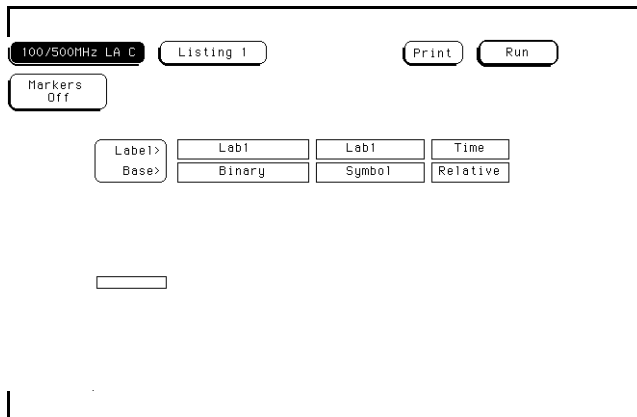 100/500MHz LA C Listing 1 Print Run
Markers
Off
Label> Lab1 Lab1 Time
Base> Binary Symbol Relative